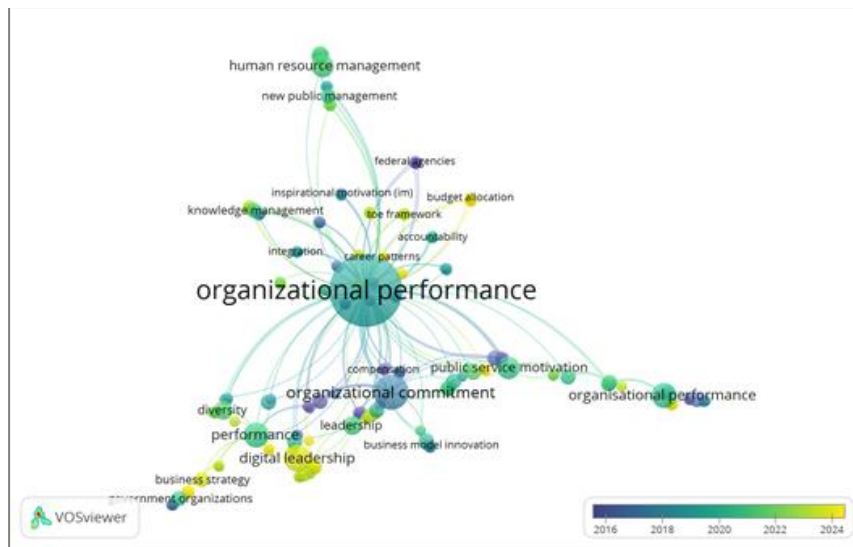 human resource management
new public management
federal agencies
inspirational motivation (im)
budget allocation
knowledge management
toe framework
accountability
integration
career patterns
organizational performance
compensation
public service motivation
organizational commitment
organisational performance
diversity
leadership
performance
business model innovation
digital leadership
business strategy
government organizations
VOSviewer
2016 2018 2020 2022 2024